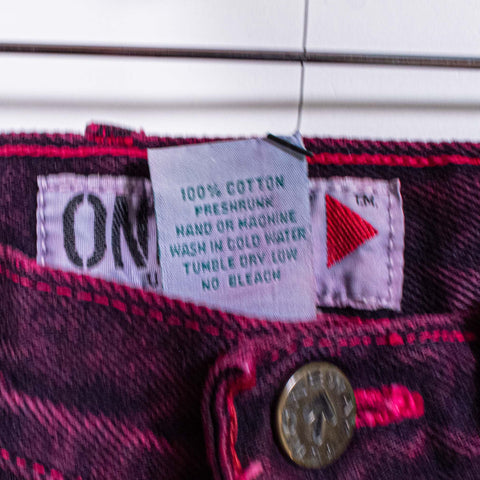 ON
™
100% COTTON
PRESHRUNK
HAND OR MACHINE
WASH IN COLD WATER
TUMBLE DRY LOW
NO BLEACH